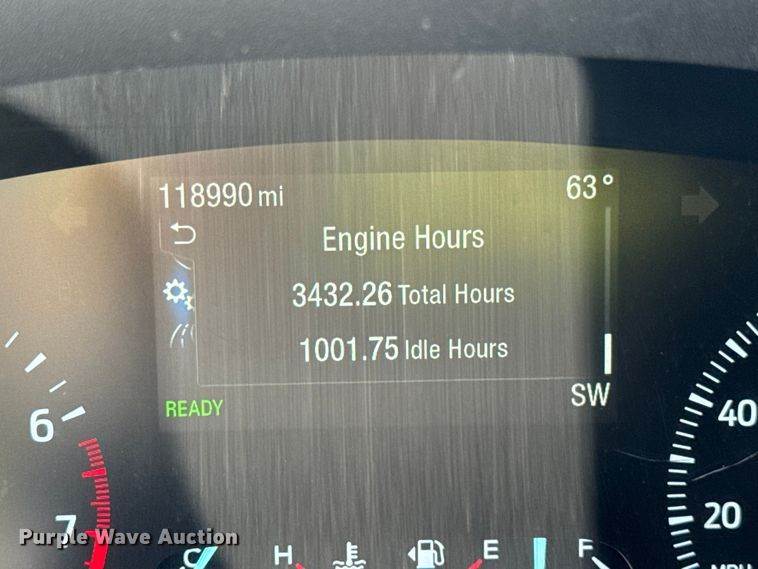 118990 mi 63°
Engine Hours
3432.26 Total Hours
1001.75 Idle Hours
READY
SW
6
7
40
20
MPH
C H E F
Purple Wave Auction